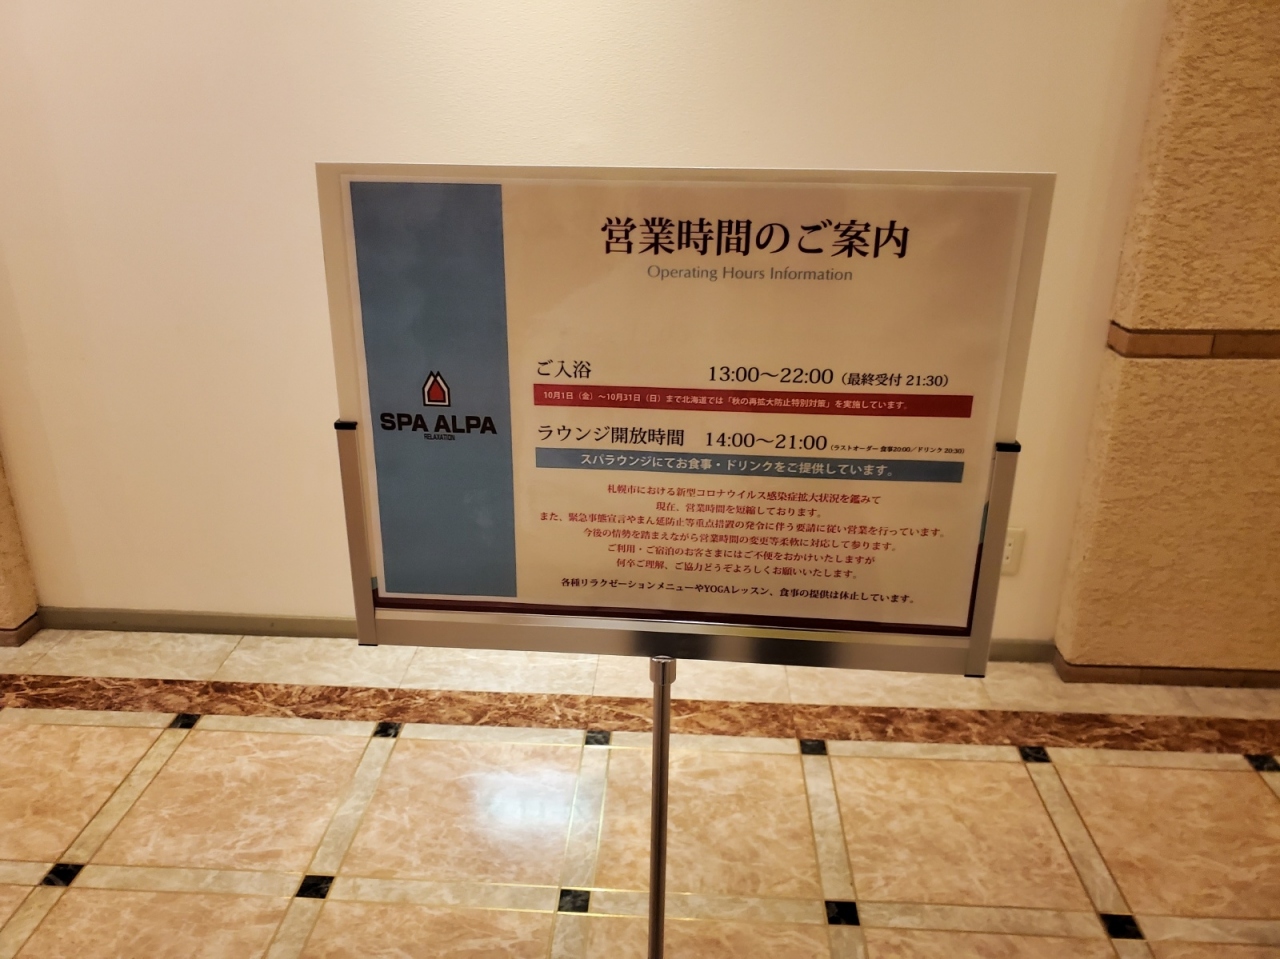 SPA ALPA
RELAXATION
営業時間のご案内
Operating Hours Information
ご入浴 13:00～22:00（最終受付 21:30）
10月1日（金）～10月31日（日）まで北海道では「秋の再拡大防止特別対策」を実施しています。
ラウンジ開放時間 14:00～21:00（ラストオーダー 食事20:00／ドリンク 20:30）
スパラウンジにてお食事・ドリンクをご提供しています。
札幌市における新型コロナウイルス感染症拡大状況を鑑みて
現在、営業時間を短縮しております。
また、緊急事態宣言やまん延防止等重点措置の発令に伴う要請に従い営業を行っています。
今後の情勢を踏まえながら営業時間の変更等柔軟に対応して参ります。
ご利用・ご宿泊のお客さまにはご不便をおかけいたしますが
何卒ご理解、ご協力どうぞよろしくお願いいたします。
各種リラクゼーションメニューやYOGAレッスン、食事の提供は休止しています。